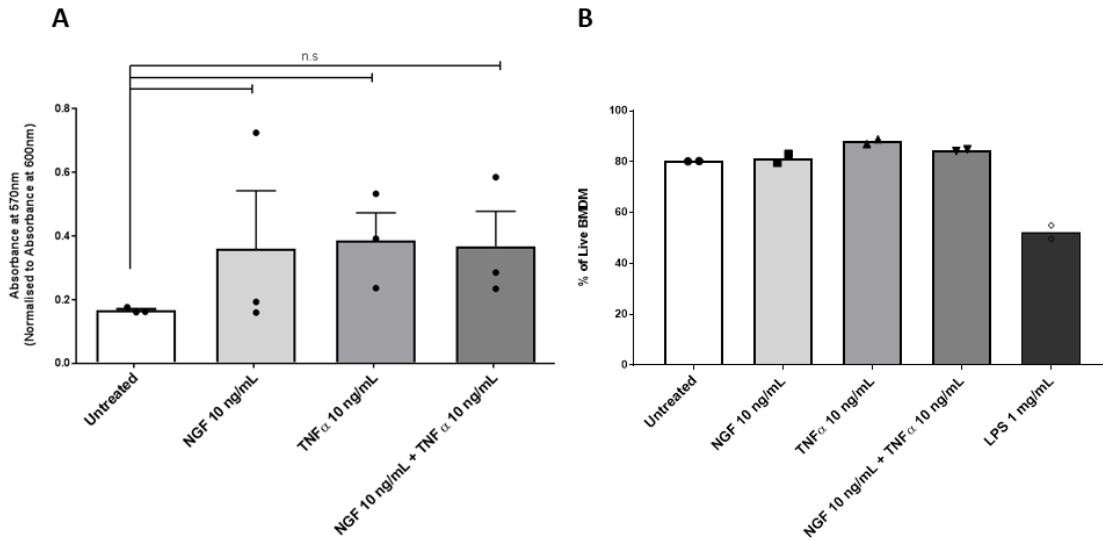 A
n.s
Absorbance at 570nm
(Normalised to Absorbance at 600nm)
0.8
0.6
0.4
0.2
0.0
Untreated
NGF 10 ng/mL
TNFα 10 ng/mL
NGF 10 ng/mL + TNF α 10 ng/mL
B
% of Live BMDM
100
80
60
40
20
0
Untreated
NGF 10 ng/mL
TNFα 10 ng/mL
NGF 10 ng/mL + TNF α 10 ng/mL
LPS 1 mg/mL